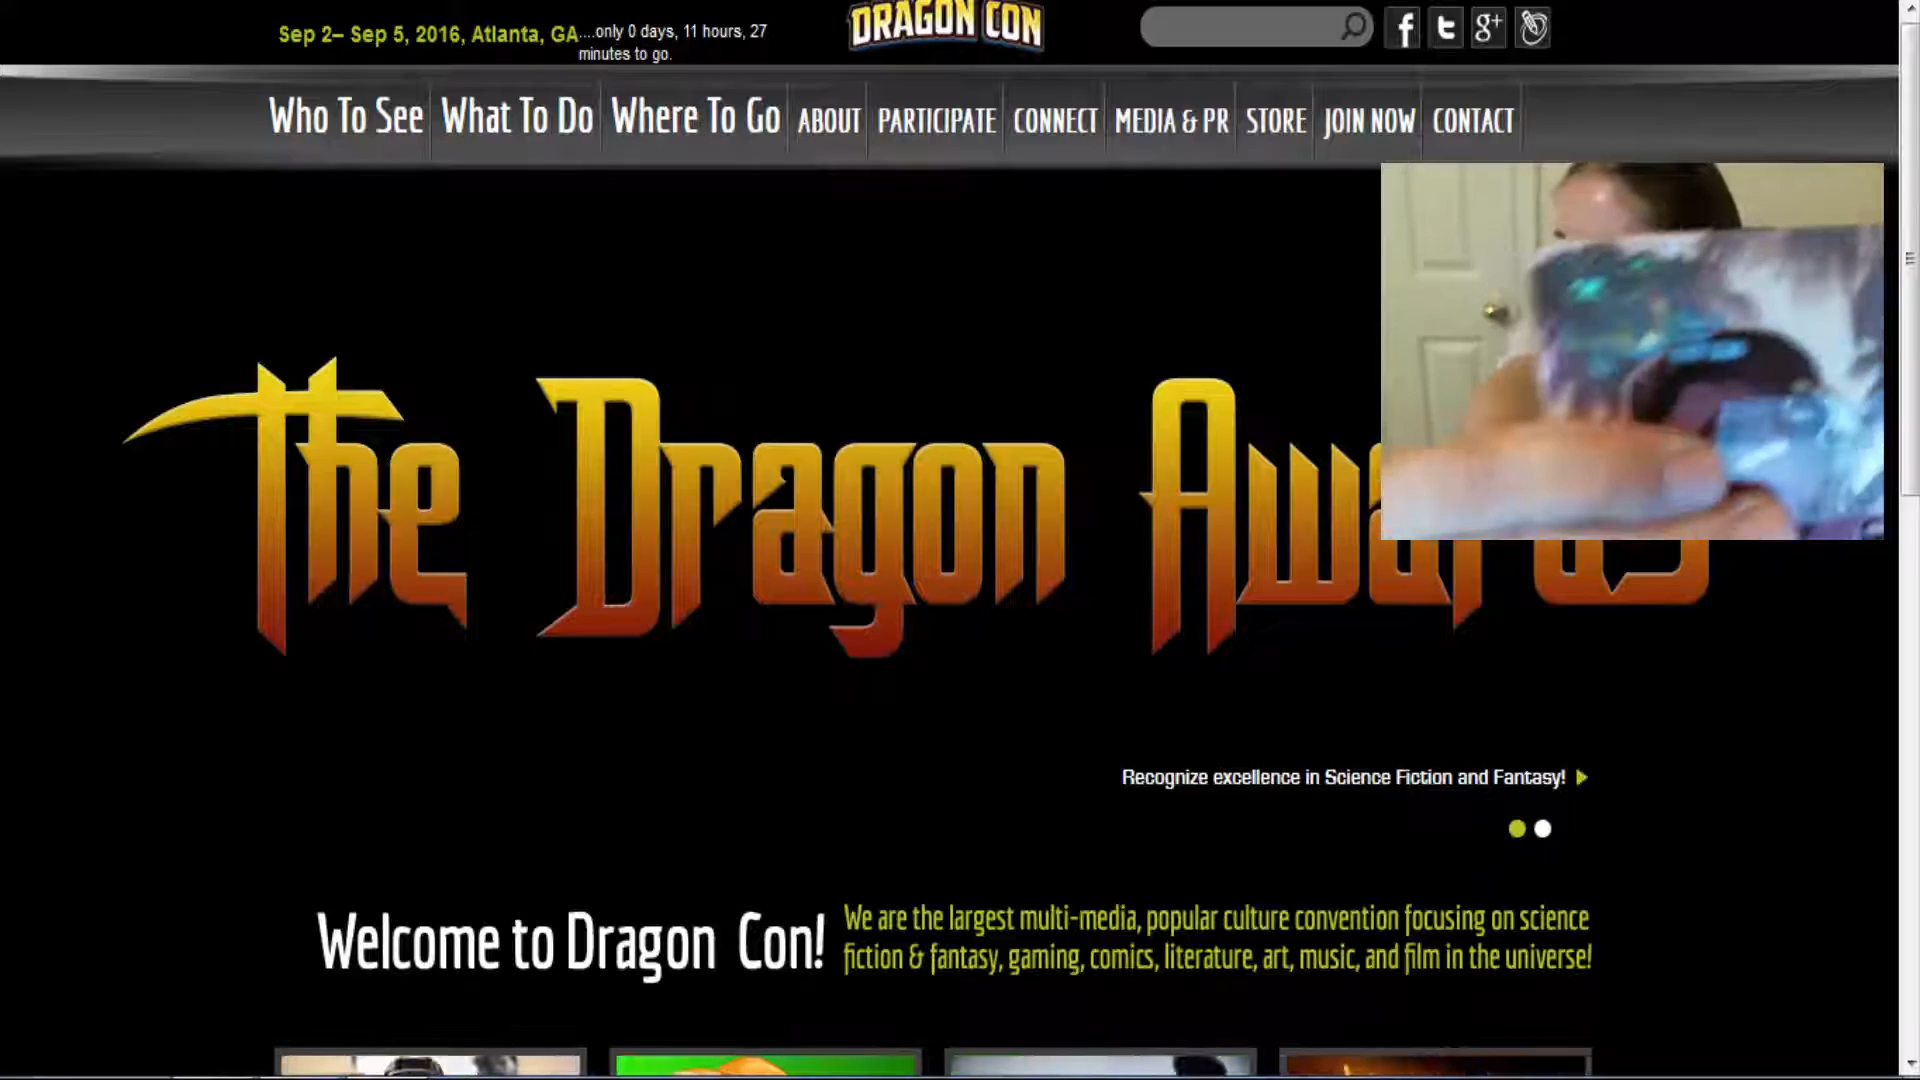 Sep 2– Sep 5, 2016, Atlanta, GA....only 0 days, 11 hours, 27
minutes to go.
DRAGON CON
f t g+
Who To See What To Do Where To Go ABOUT PARTICIPATE CONNECT MEDIA & PR STORE JOIN NOW CONTACT
The Dragon Awards
Recognize excellence in Science Fiction and Fantasy!
Welcome to Dragon Con!
We are the largest multi-media, popular culture convention focusing on science
fiction & fantasy, gaming, comics, literature, art, music, and film in the universe!